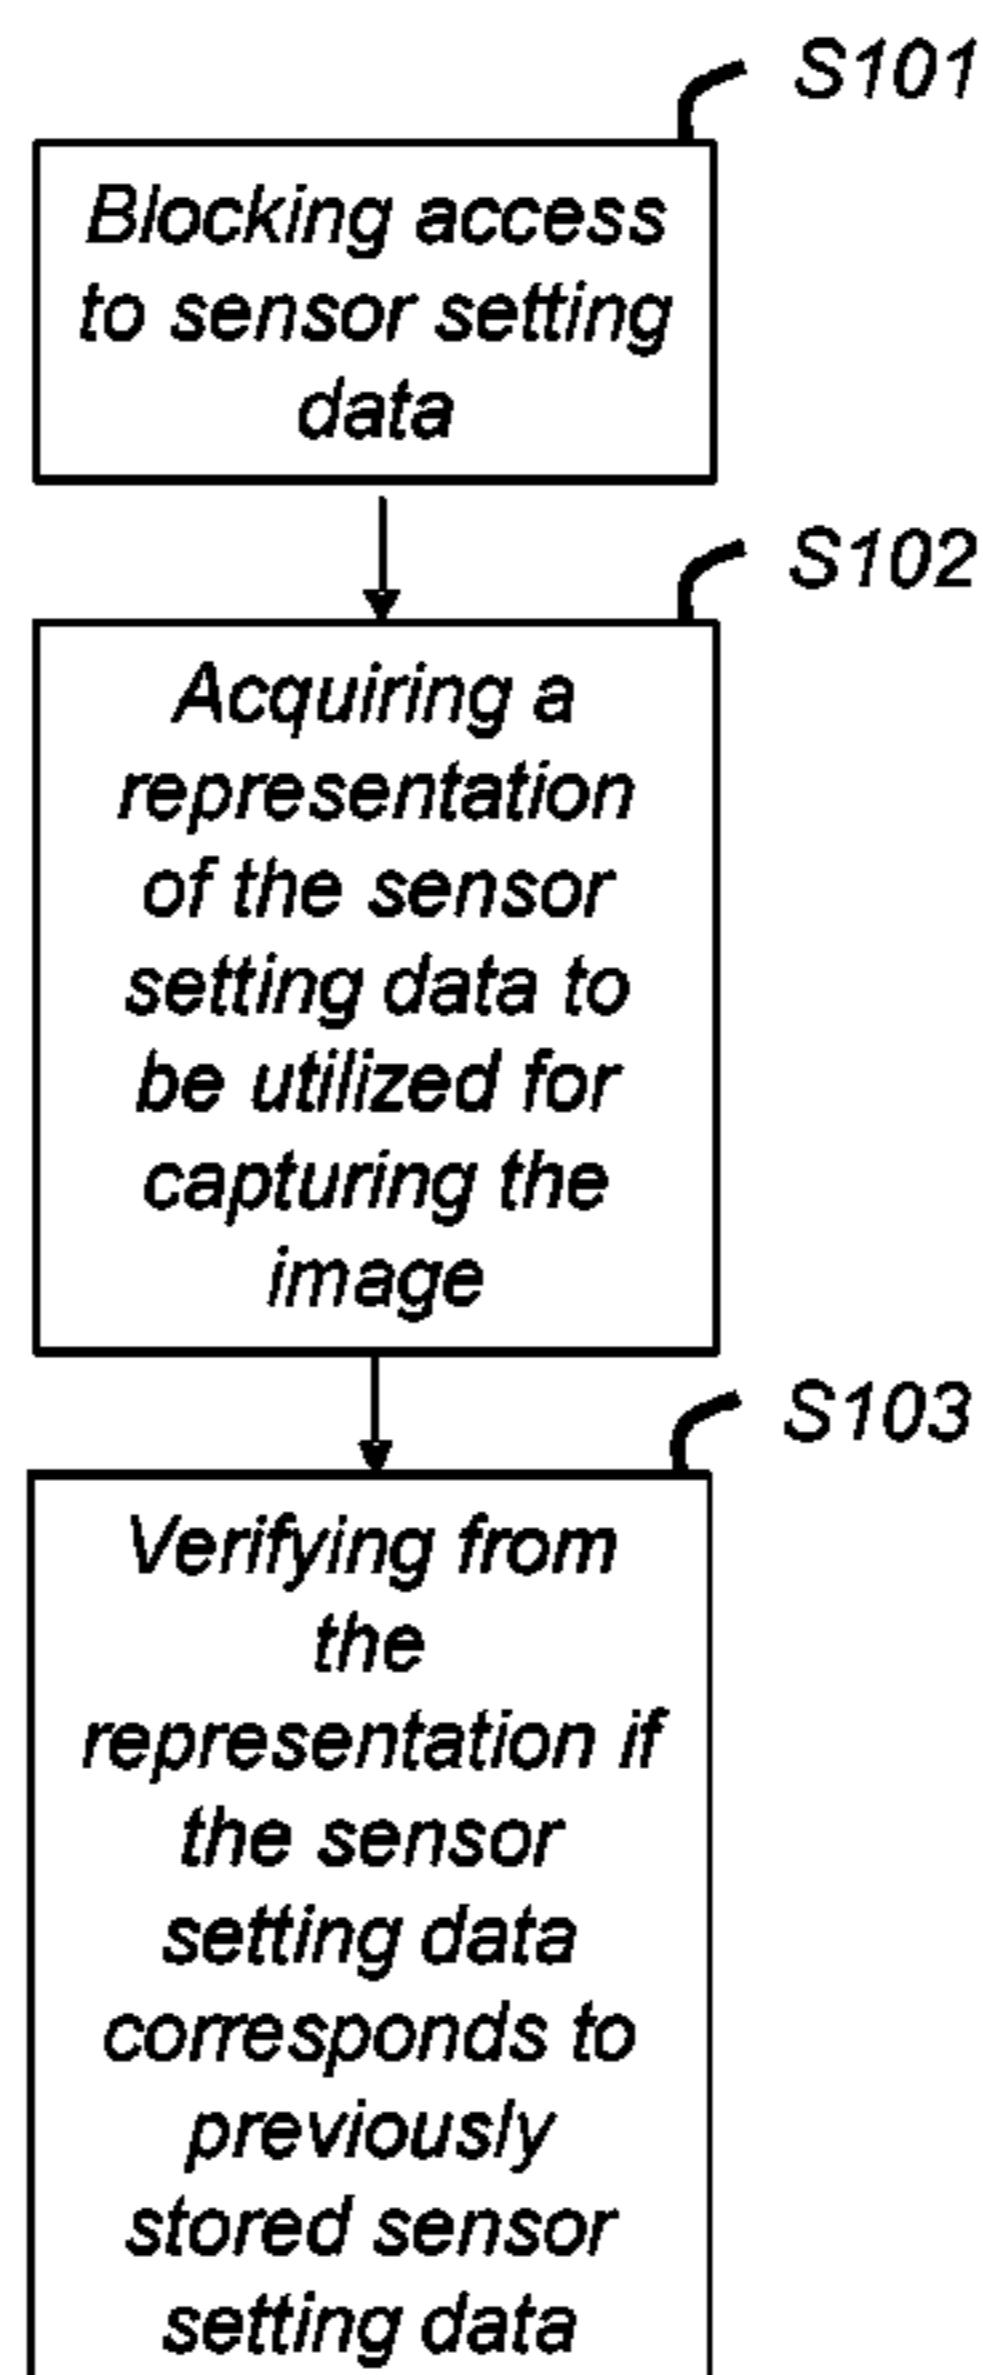 S101
Blocking access
to sensor setting
data
S102
Acquiring a
representation
of the sensor
setting data to
be utilized for
capturing the
image
S103
Verifying from
the
representation if
the sensor
setting data
corresponds to
previously
stored sensor
setting data